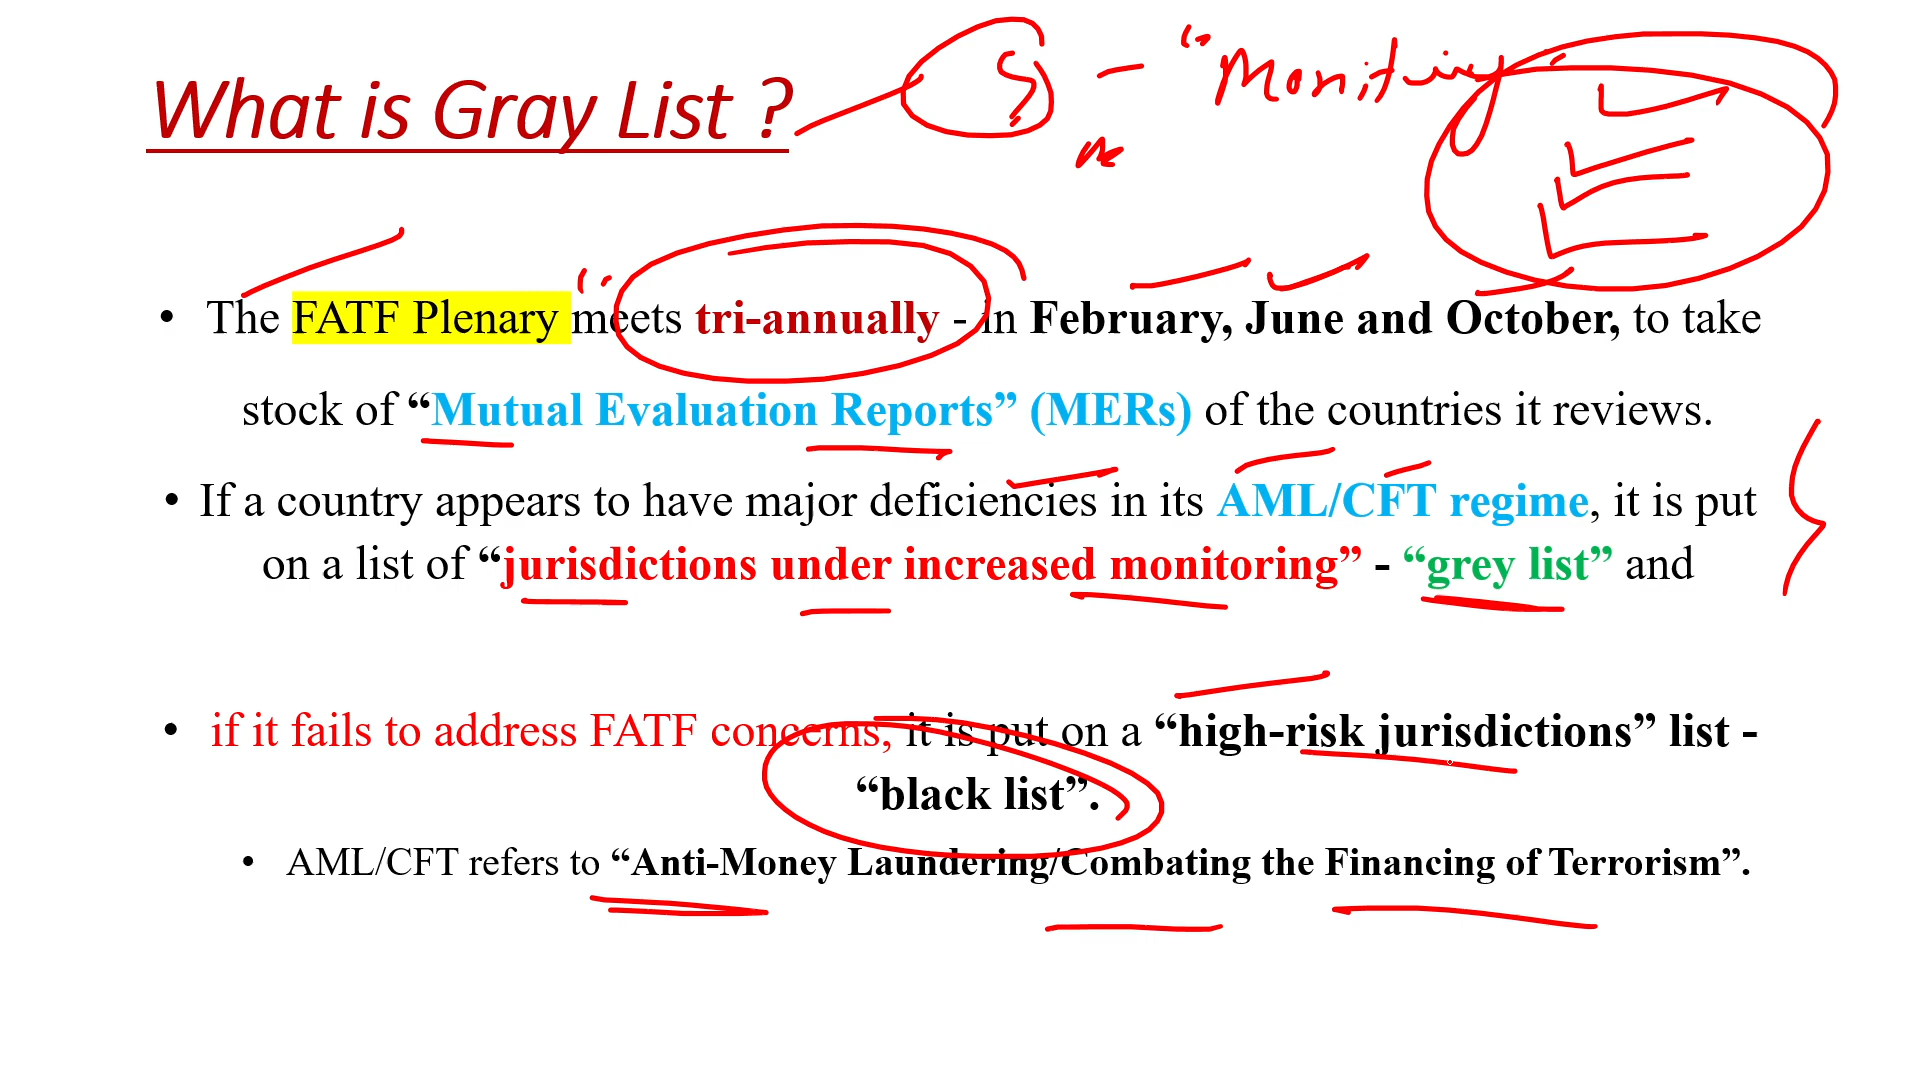 What is Gray List ?
"Monitoring
• The FATF Plenary meets tri-annually - in February, June and October, to take
stock of “Mutual Evaluation Reports” (MERs) of the countries it reviews.
• If a country appears to have major deficiencies in its AML/CFT regime, it is put
on a list of “jurisdictions under increased monitoring” - “grey list” and
• if it fails to address FATF concerns, it is put on a “high-risk jurisdictions” list -
“black list”.
• AML/CFT refers to “Anti-Money Laundering/Combating the Financing of Terrorism”.